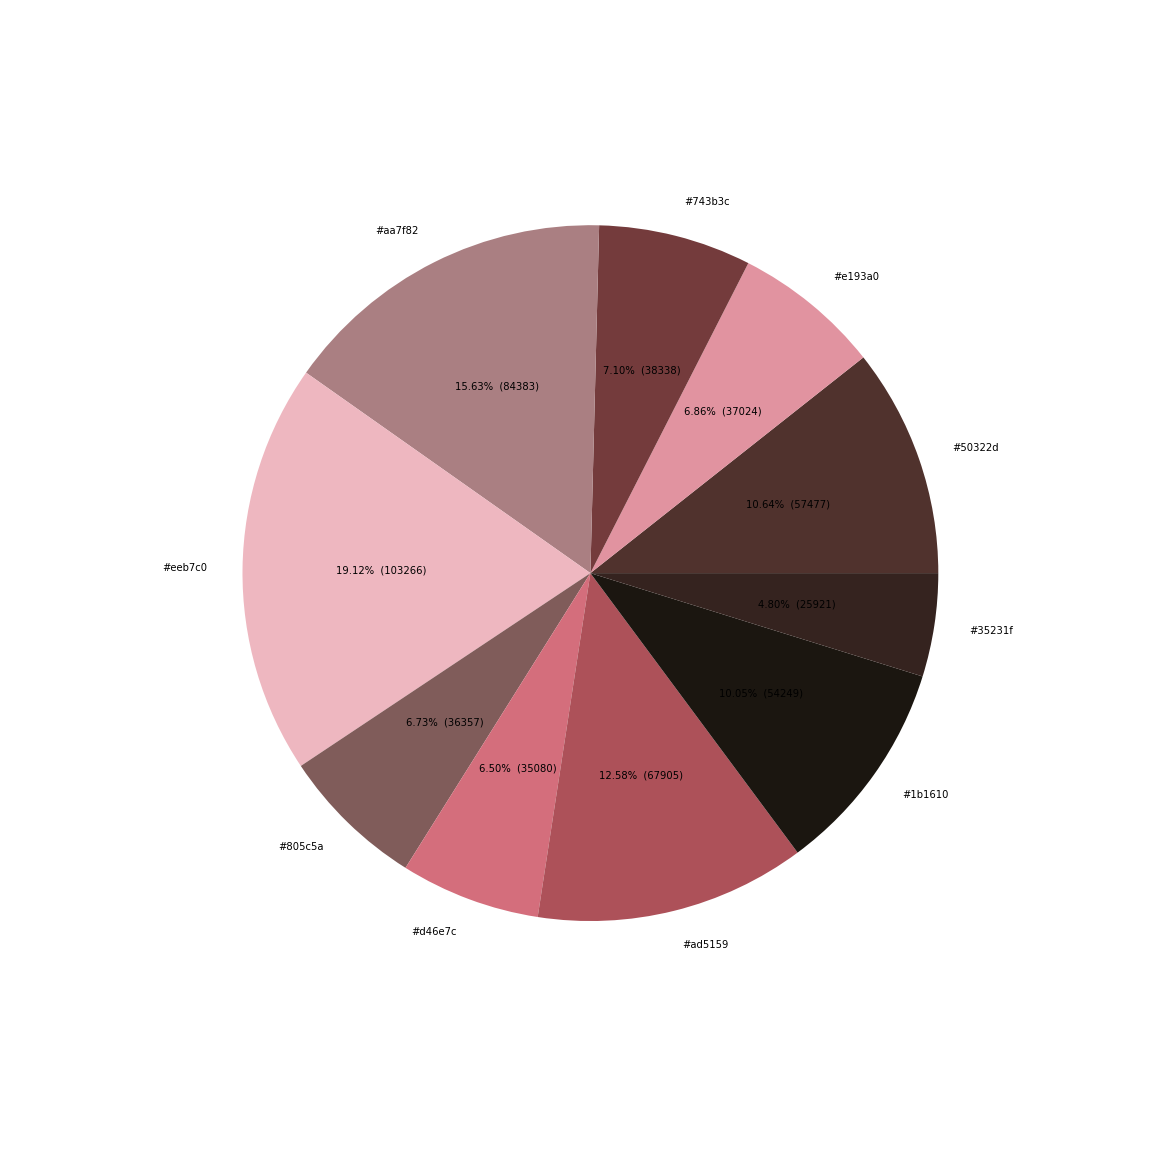 #743b3c
#aa7f82
#e193a0
7.10%  (38338)
15.63%  (84383)
6.86%  (37024)
#50322d
10.64%  (57477)
#eeb7c0
19.12%  (103266)
4.80%  (25921)
#35231f
10.05%  (54249)
6.73%  (36357)
6.50%  (35080)
12.58%  (67905)
#1b1610
#805c5a
#d46e7c
#ad5159